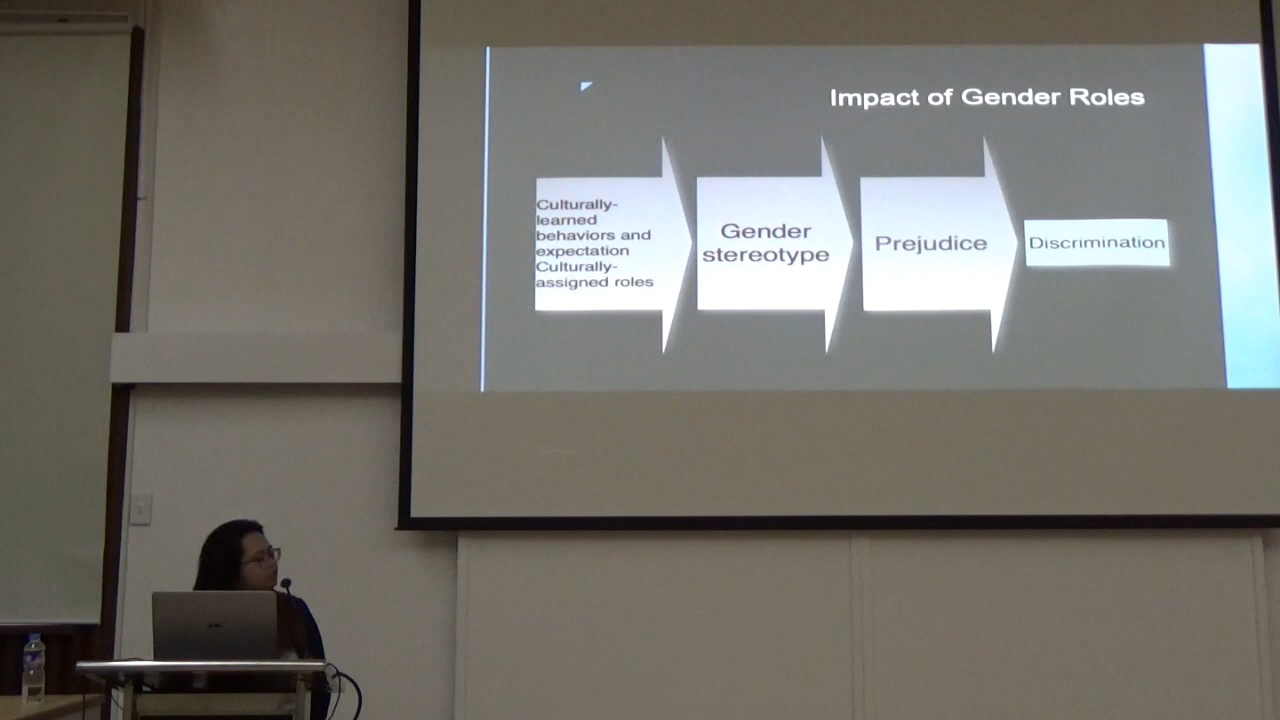 Impact of Gender Roles
Culturally-
learned
behaviors and
expectation
Culturally-
assigned roles
Gender
stereotype
Prejudice
Discrimination